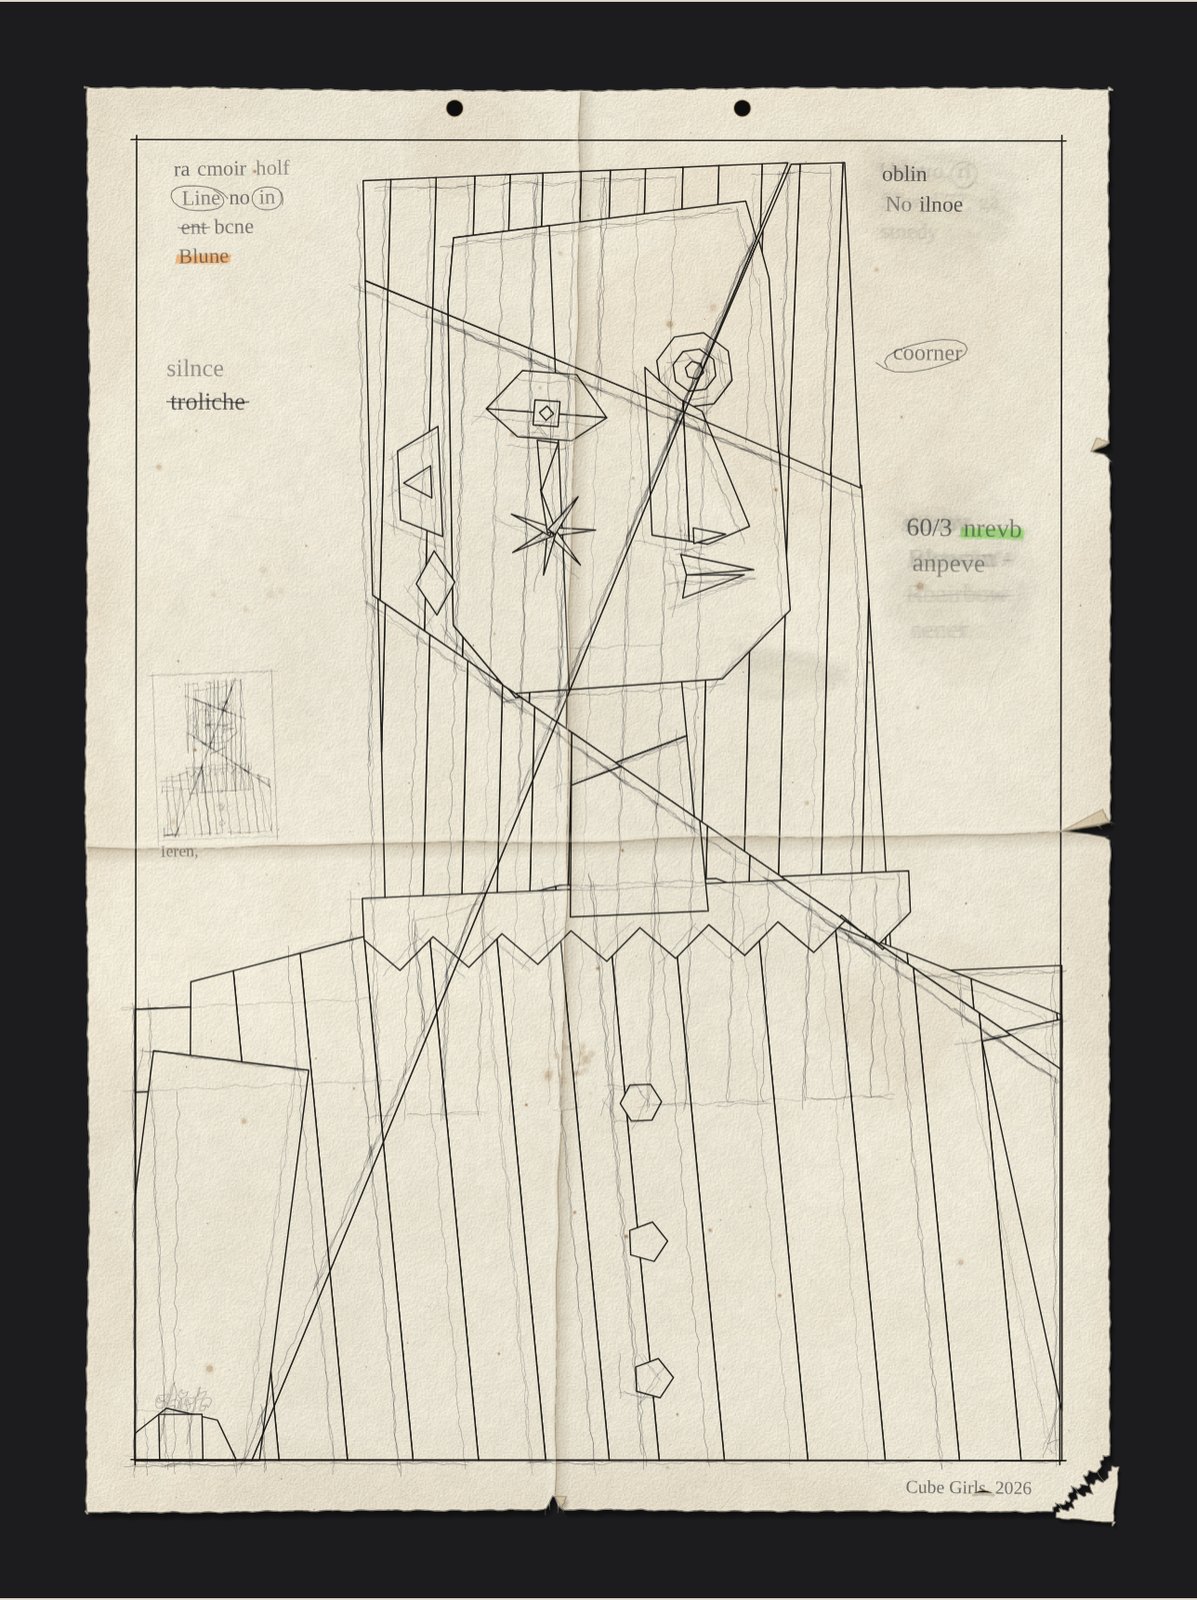 ra cmoir holf
Line no in
ent bcne
Blune
silnce
troliche
ieren,
oblin
No ilnoe
coorner
60/3 nrevb
anpeve
Cube Girls, 2026